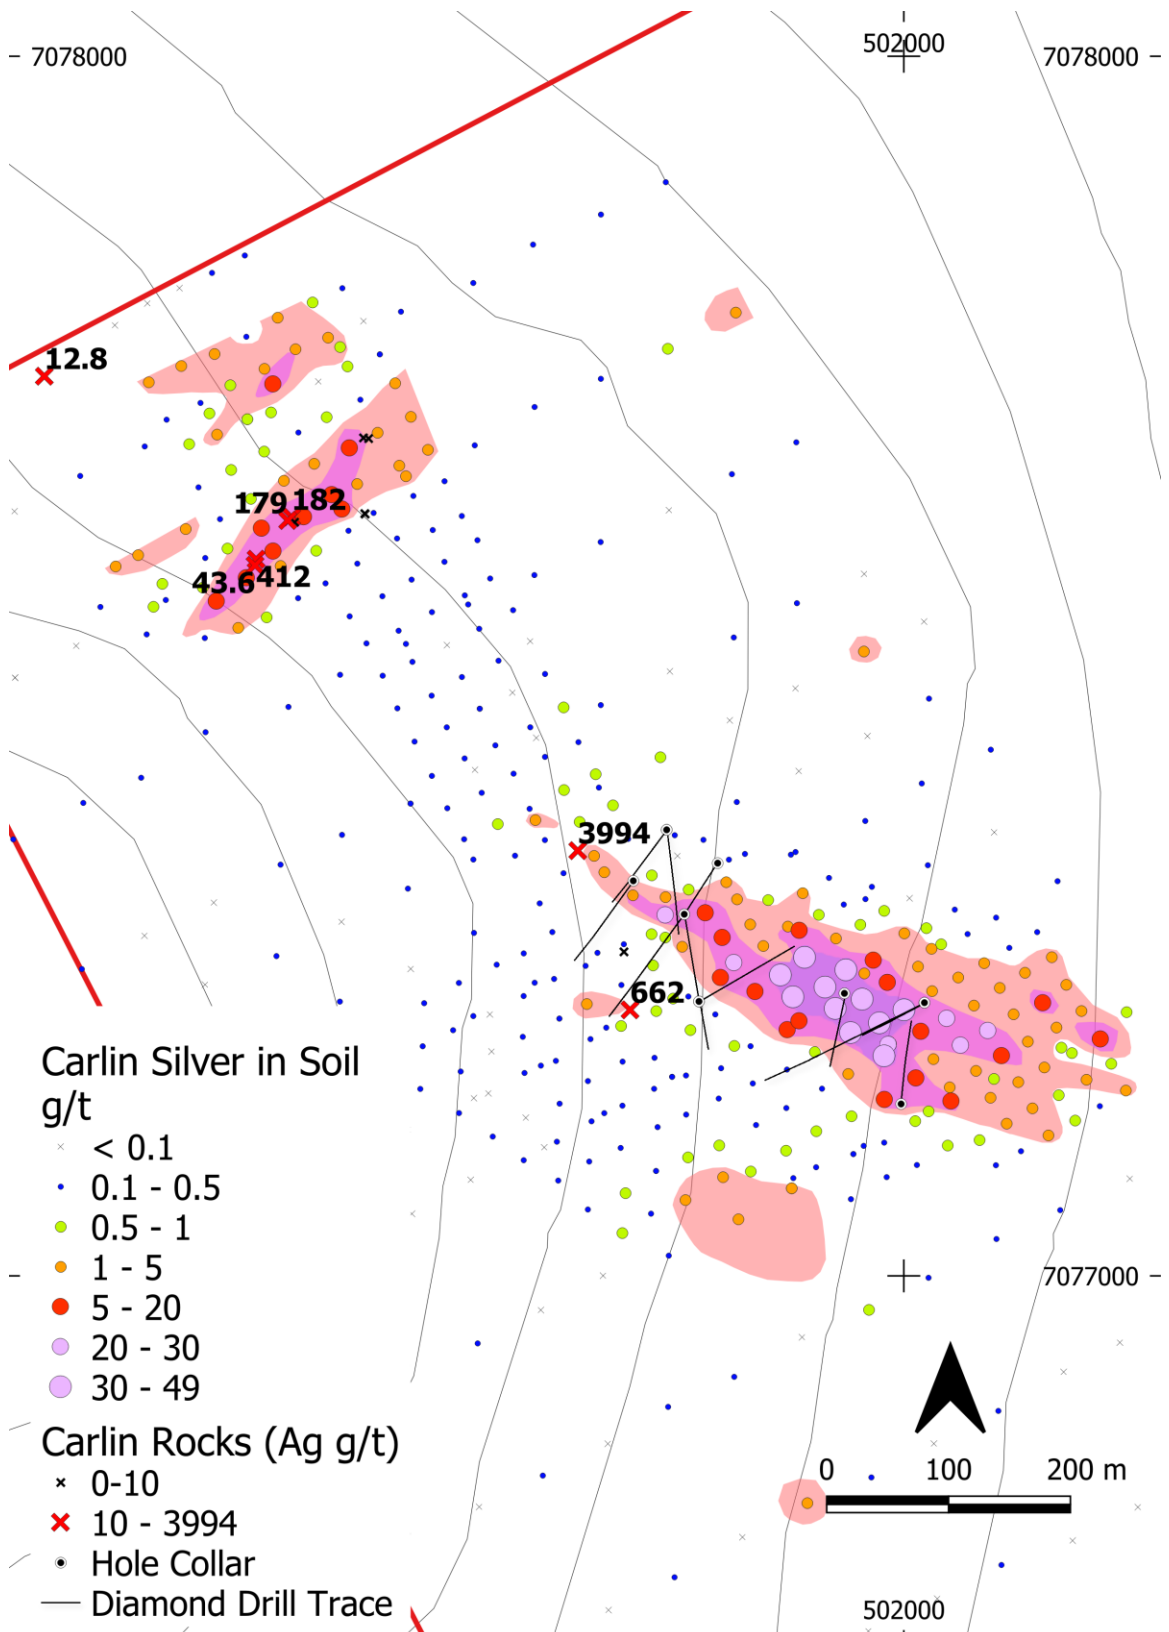 502000
7078000
7078000
12.8
179
182
43.6
412
3994
662
Carlin Silver in Soil
g/t
< 0.1
0.1 - 0.5
0.5 - 1
1 - 5
5 - 20
20 - 30
30 - 49
7077000
Carlin Rocks (Ag g/t)
0-10
10 - 3994
Hole Collar
Diamond Drill Trace
0 100 200 m
502000